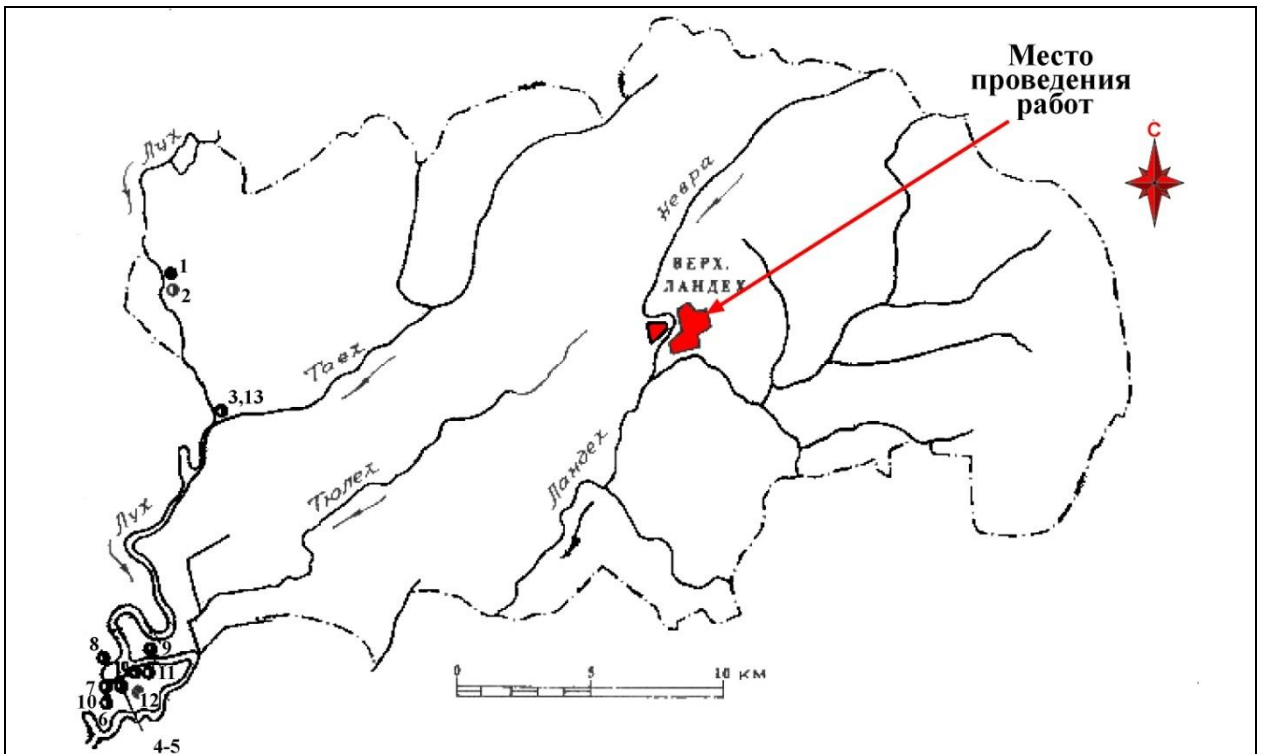 Место
проведения
работ
С
Лух
Невра
ВЕРХ.
ЛАНДЕХ
1
2
Таех
3,13
Тюлех
Ландех
Лух
8
9
11
7
12
10
6
4-5
0
5
10 км